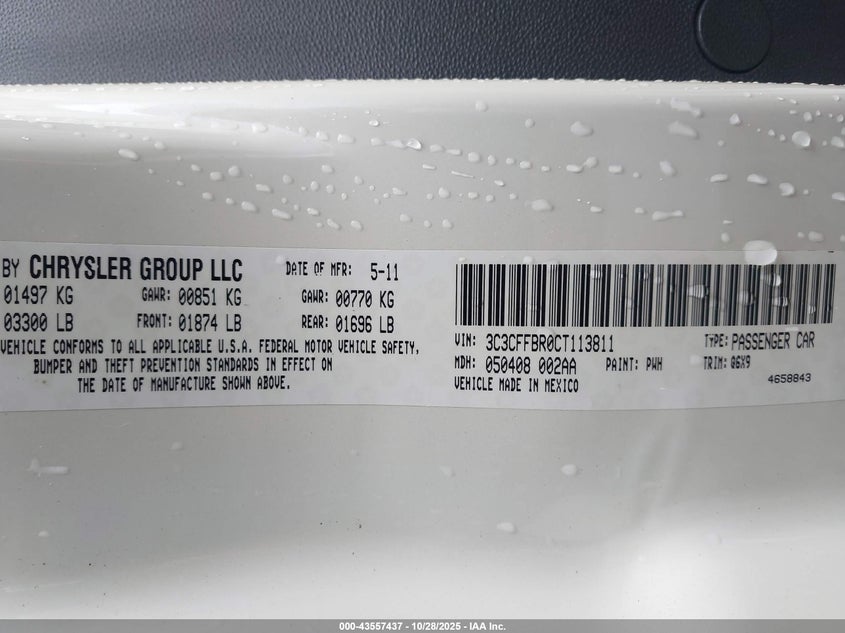 BY CHRYSLER GROUP LLC DATE OF MFR: 5-11
01497 KG GAWR: 00851 KG GAWR: 00770 KG
03300 LB FRONT: 01874 LB REAR: 01696 LB
VEHICLE CONFORMS TO ALL APPLICABLE U.S.A. FEDERAL MOTOR VEHICLE SAFETY,
BUMPER AND THEFT PREVENTION STANDARDS IN EFFECT ON
THE DATE OF MANUFACTURE SHOWN ABOVE.
VIN: 3C3CFFBR0CT113811 TYPE: PASSENGER CAR
MDH: 050408 002AA PAINT: PWH TRIM: Q6X9
VEHICLE MADE IN MEXICO 4658843
000-43557437 - 10/28/2025 - IAA Inc.